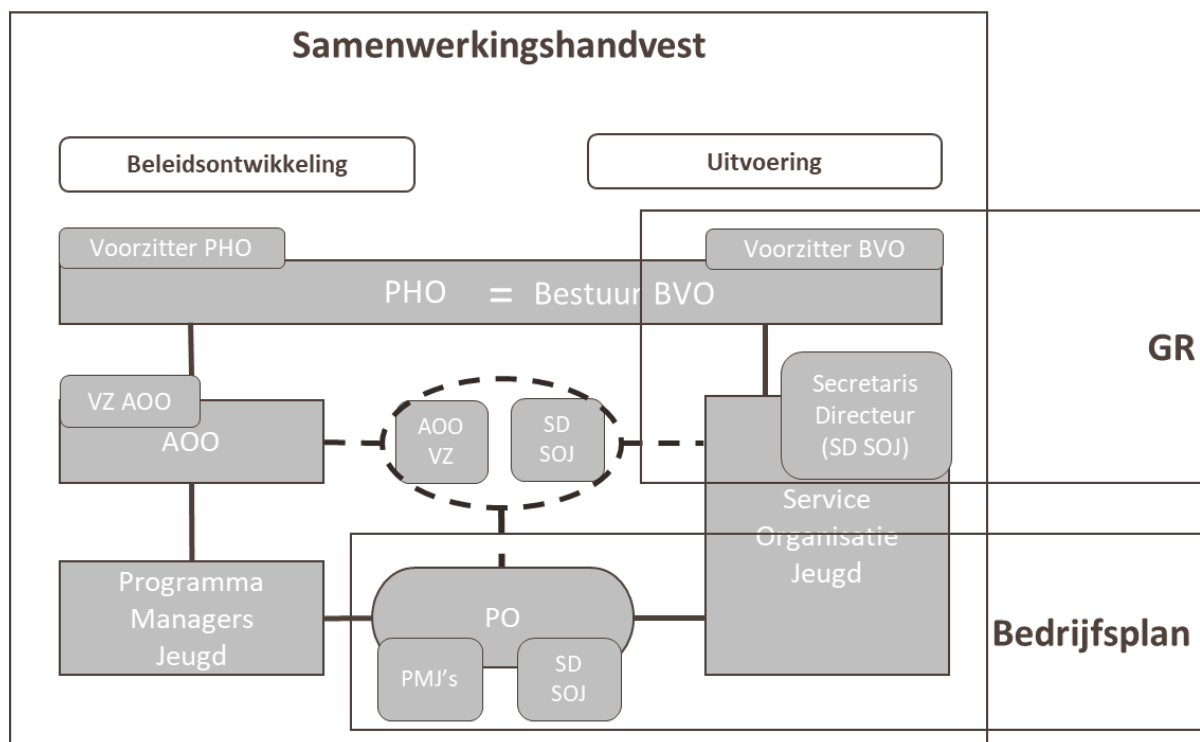 Samenwerkingshandvest
Beleidsontwikkeling
Uitvoering
Voorzitter PHO
Voorzitter BVO
PHO = Bestuur BVO
GR
VZ AOO
AOO
AOO
VZ
SD
SOJ
Secretaris
Directeur
(SD SOJ)
Service
Organisatie
Jeugd
Programma
Managers
Jeugd
PO
PMJ's
SD
SOJ
Bedrijfsplan